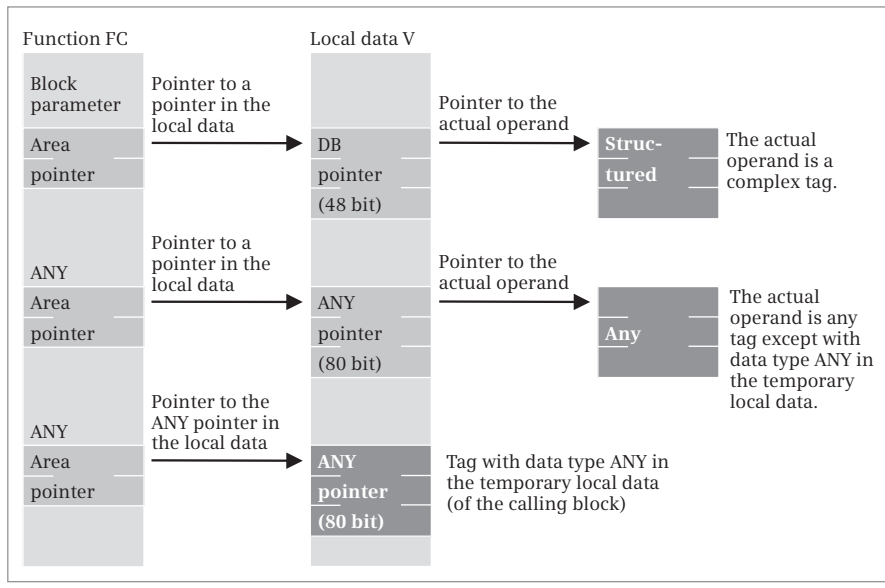 Function FC
Local data V
Block
parameter
Area
pointer
Pointer to a
pointer in the
local data
DB
pointer
(48 bit)
Pointer to the
actual operand
Struc-
tured
The actual
operand is a
complex tag.
ANY
Area
pointer
Pointer to a
pointer in the
local data
ANY
pointer
(80 bit)
Pointer to the
actual operand
Any
The actual
operand is any
tag except with
data type ANY in
the temporary
local data.
ANY
Area
pointer
Pointer to the
ANY pointer in
the local data
ANY
pointer
(80 bit)
Tag with data type ANY in
the temporary local data
(of the calling block)